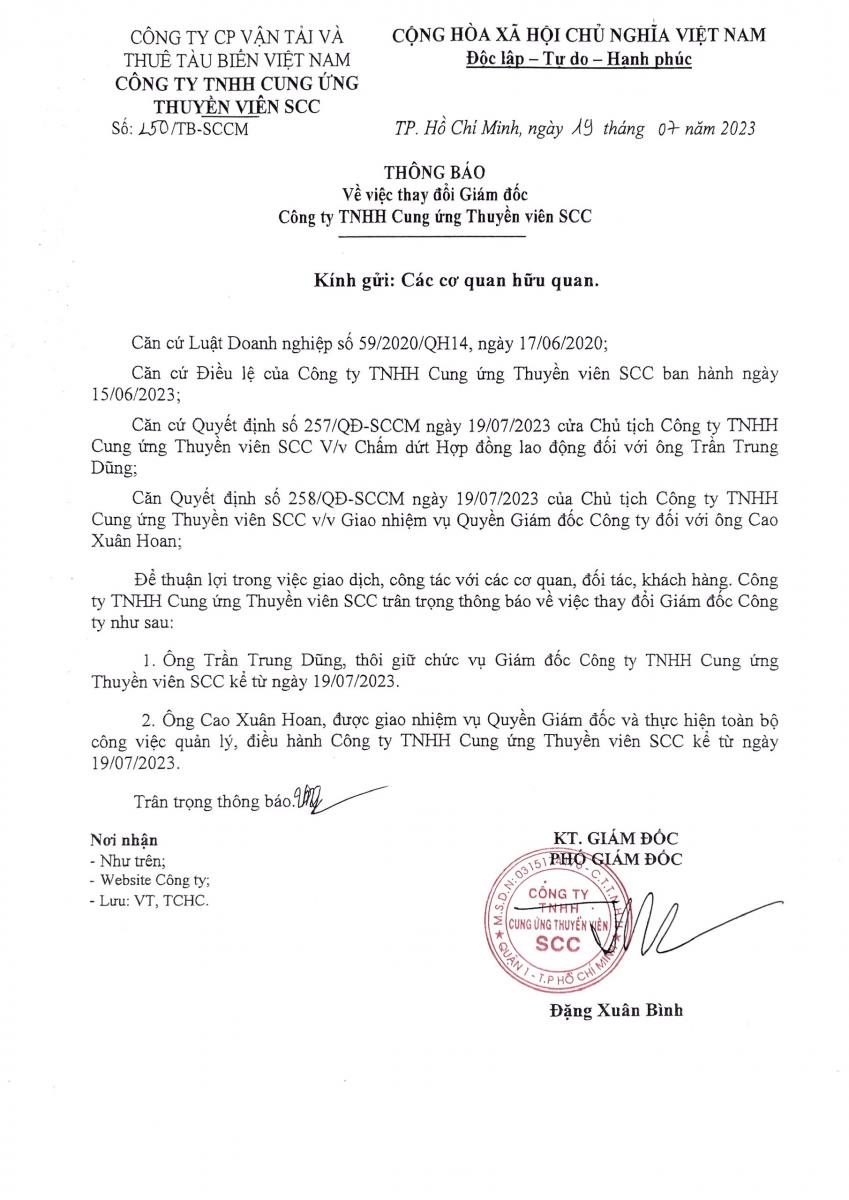 CÔNG TY CP VẬN TẢI VÀ
THUÊ TÀU BIỂN VIỆT NAM
CÔNG TY TNHH CUNG ỨNG
THUYỀN VIÊN SCC
Số: 250/TB-SCCM
CỘNG HÒA XÃ HỘI CHỦ NGHĨA VIỆT NAM
Độc lập – Tự do – Hạnh phúc
TP. Hồ Chí Minh, ngày 19 tháng 07 năm 2023
THÔNG BÁO
Về việc thay đổi Giám đốc
Công ty TNHH Cung ứng Thuyền viên SCC
Kính gửi: Các cơ quan hữu quan.
Căn cứ Luật Doanh nghiệp số 59/2020/QH14, ngày 17/06/2020;
Căn cứ Điều lệ của Công ty TNHH Cung ứng Thuyền viên SCC ban hành ngày
15/06/2023;
Căn cứ Quyết định số 257/QĐ-SCCM ngày 19/07/2023 cửa Chủ tịch Công ty TNHH
Cung ứng Thuyền viên SCC V/v Chấm dứt Hợp đồng lao động đối với ông Trần Trung
Dũng;
Căn Quyết định số 258/QĐ-SCCM ngày 19/07/2023 của Chủ tịch Công ty TNHH
Cung ứng Thuyền viên SCC v/v Giao nhiệm vụ Quyền Giám đốc Công ty đối với ông Cao
Xuân Hoan;
Để thuận lợi trong việc giao dịch, công tác với các cơ quan, đối tác, khách hàng. Công
ty TNHH Cung ứng Thuyền viên SCC trân trọng thông báo về việc thay đổi Giám đốc Công
ty như sau:
1. Ông Trần Trung Dũng, thôi giữ chức vụ Giám đốc Công ty TNHH Cung ứng
Thuyền viên SCC kể từ ngày 19/07/2023.
2. Ông Cao Xuân Hoan, được giao nhiệm vụ Quyền Giám đốc và thực hiện toàn bộ
công việc quản lý, điều hành Công ty TNHH Cung ứng Thuyền viên SCC kể từ ngày
19/07/2023.
Trân trọng thông báo.
Nơi nhận
- Như trên;
- Website Công ty;
- Lưu: VT, TCHC.
KT. GIÁM ĐỐC
PHÓ GIÁM ĐỐC
CÔNG TY
TNHH
CUNG ỨNG THUYỀN VIÊN
SCC
QUẬN 1 - T.P HỒ CHÍ MINH
Đặng Xuân Bình